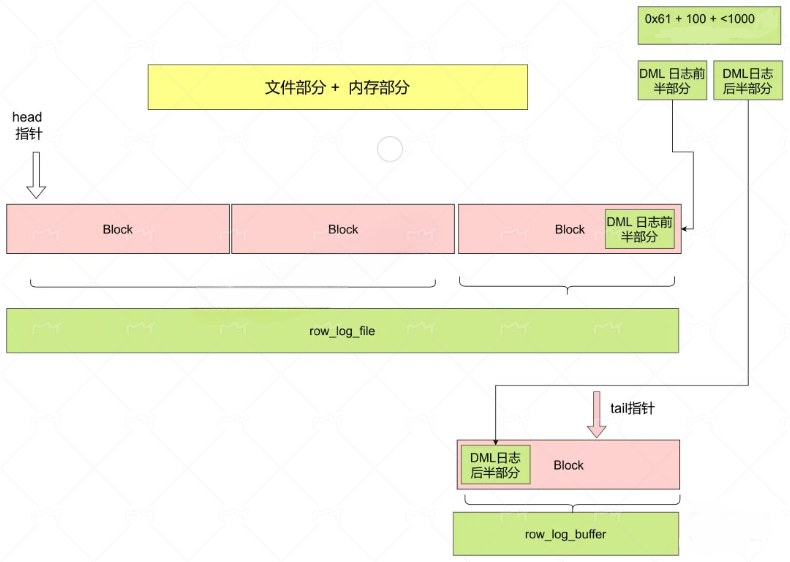 0x61 + 100 + <1000
DML 日志前
半部分
DML日志
后半部分
文件部分 + 内存部分
head
指针
Block
Block
Block
DML 日志前
半部分
row_log_file
tail指针
DML日志
后半部分
Block
row_log_buffer